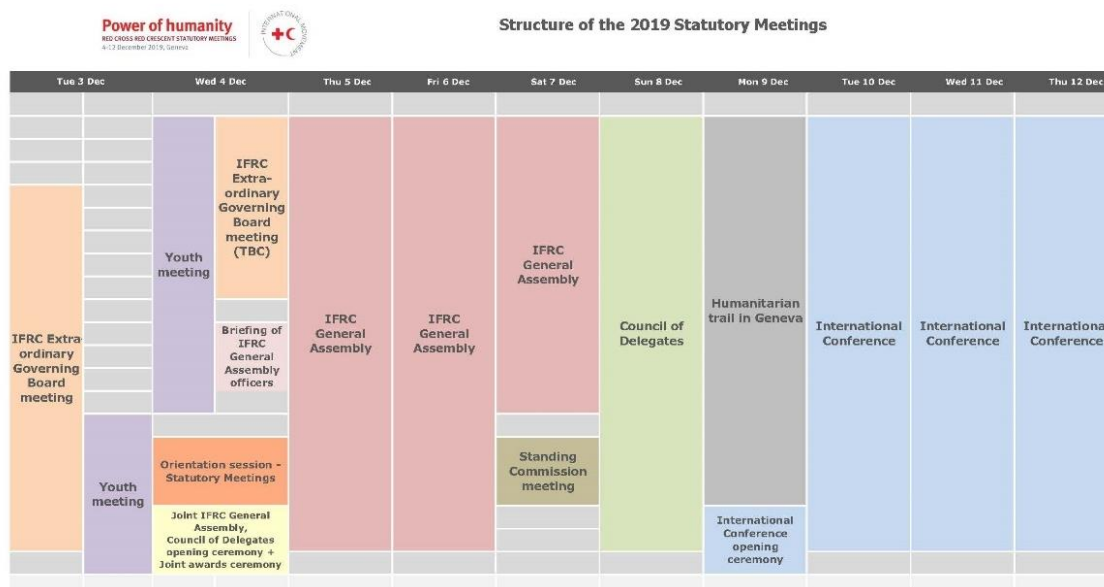 Power of humanity
RED CROSS RED CRESCENT STATUTORY MEETINGS
4-12 December 2019, Geneva
INTERNATIONAL MOVEMENT
Structure of the 2019 Statutory Meetings
Tue 3 Dec
Wed 4 Dec
Thu 5 Dec
Fri 6 Dec
Sat 7 Dec
Sun 8 Dec
Mon 9 Dec
Tue 10 Dec
Wed 11 Dec
Thu 12 Dec
IFRC Extra-
ordinary
Governing
Board
meeting
Youth
meeting
Youth
meeting
IFRC
Extra-
ordinary
Governing
Board
meeting
(TBC)
Briefing of
IFRC
General
Assembly
officers
Orientation session -
Statutory Meetings
Joint IFRC General
Assembly,
Council of Delegates
opening ceremony +
Joint awards ceremony
IFRC
General
Assembly
IFRC
General
Assembly
IFRC
General
Assembly
Standing
Commission
meeting
Council of
Delegates
Humanitarian
trail in Geneva
International
Conference
opening
ceremony
International
Conference
International
Conference
Internationa
Conference